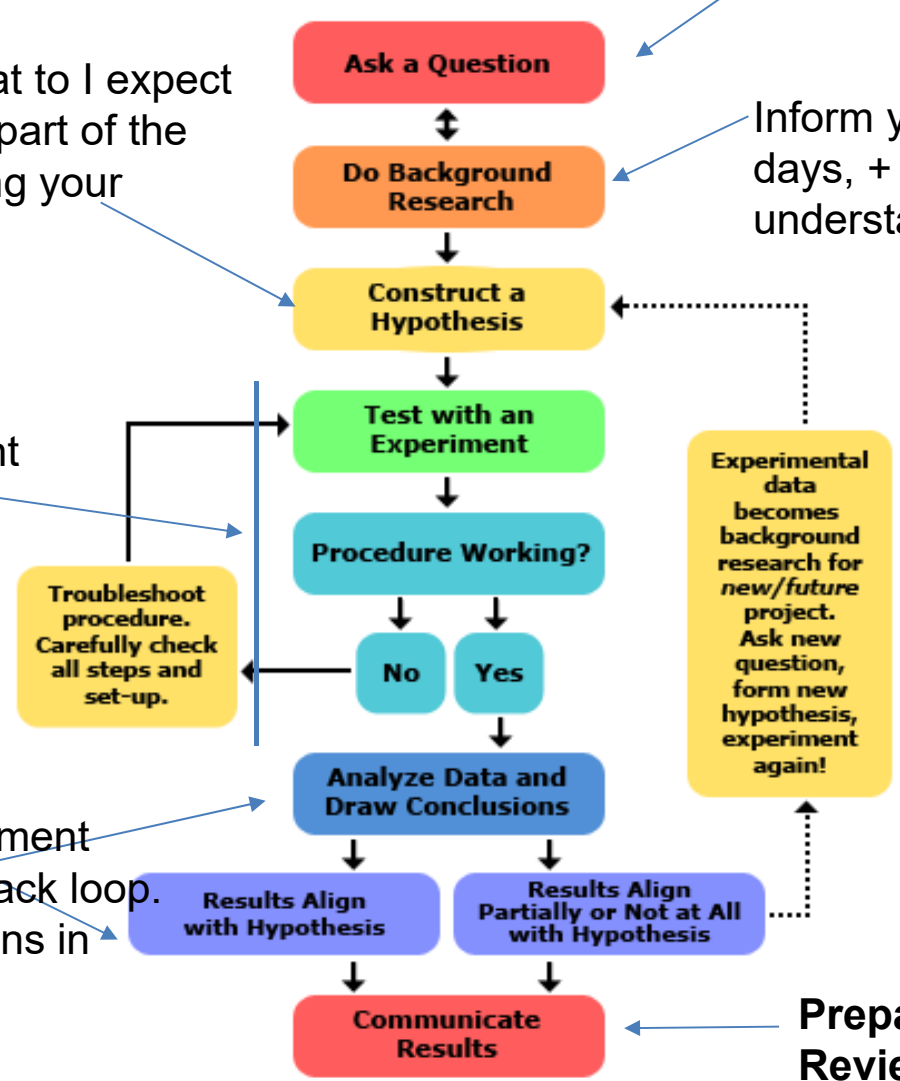 Ask a Question
at to I expect
part of the
ng your
Inform y
days, +
understa
Do Background
Research
Construct a
Hypothesis
Test with an
Experiment
nt
Procedure Working?
No
Yes
Troubleshoot
procedure.
Carefully check
all steps and
set-up.
Experimental
data
becomes
background
research for
new/future
project.
Ask new
question,
form new
hypothesis,
experiment
again!
Analyze Data and
Draw Conclusions
ment
ack loop.
ns in
Results Align
with Hypothesis
Results Align
Partially or Not at All
with Hypothesis
Communicate
Results
Prepa
Revie